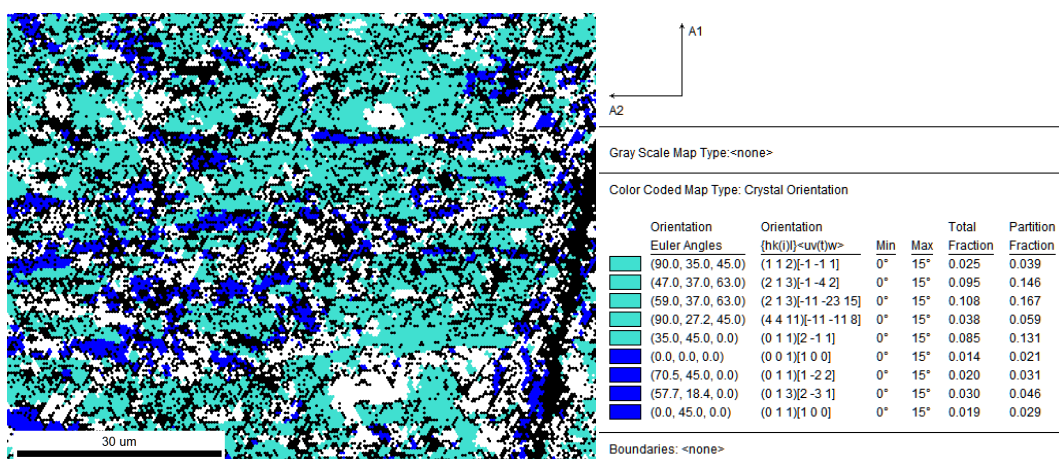 A1
A2
Gray Scale Map Type:<none>
Color Coded Map Type: Crystal Orientation
Orientation Orientation Total Partition
Euler Angles {hk(i)l}<uv(t)w> Min Max Fraction Fraction
(90.0, 35.0, 45.0) (1 1 2)[-1 -1 1] 0° 15° 0.025 0.039
(47.0, 37.0, 63.0) (2 1 3)[-1 -4 2] 0° 15° 0.095 0.146
(59.0, 37.0, 63.0) (2 1 3)[-11 -23 15] 0° 15° 0.108 0.167
(90.0, 27.2, 45.0) (4 4 11)[-11 -11 8] 0° 15° 0.038 0.059
(35.0, 45.0, 0.0) (0 1 1)[2 -1 1] 0° 15° 0.085 0.131
(0.0, 0.0, 0.0) (0 0 1)[1 0 0] 0° 15° 0.014 0.021
(70.5, 45.0, 0.0) (0 1 1)[1 -2 2] 0° 15° 0.020 0.031
(57.7, 18.4, 0.0) (0 1 3)[2 -3 1] 0° 15° 0.030 0.046
(0.0, 45.0, 0.0) (0 1 1)[1 0 0] 0° 15° 0.019 0.029
Boundaries: <none>
30 um